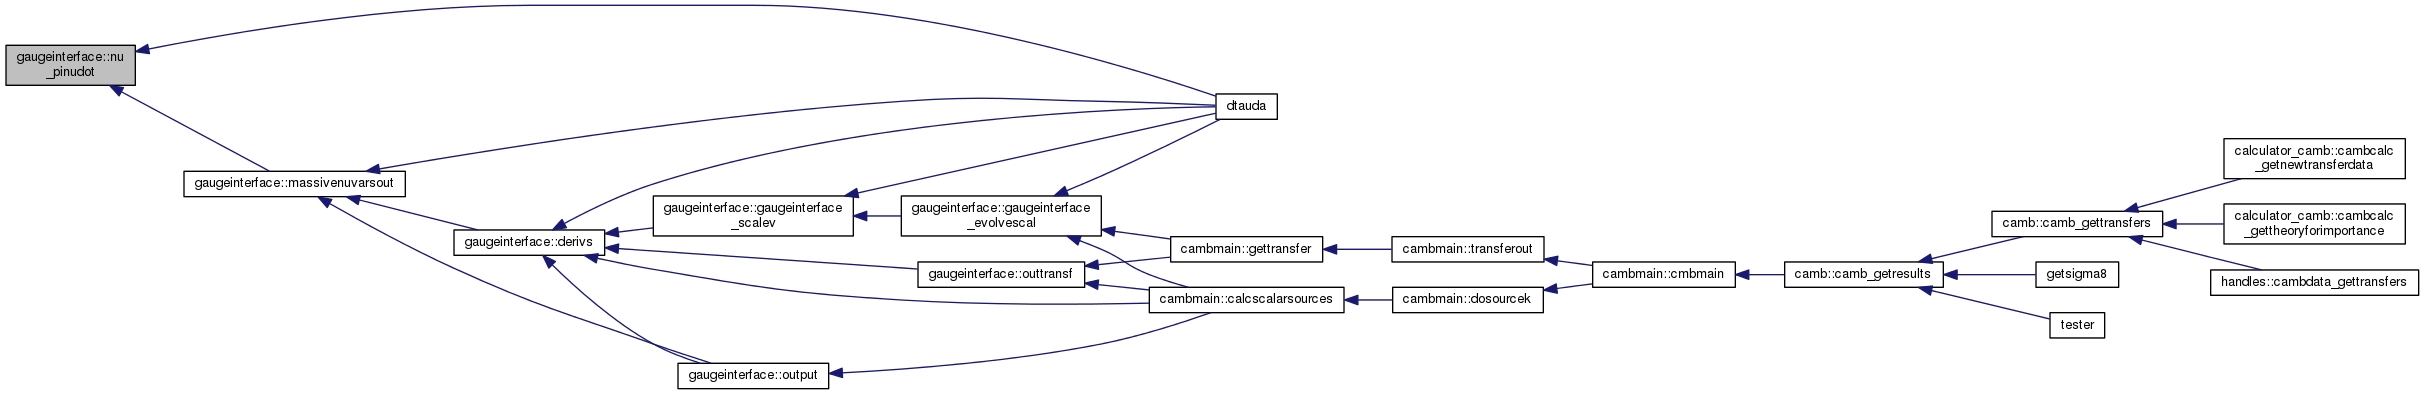 gaugeinterface::nu
_pinudot
dtauda
gaugeinterface::massivenuvarsout
gaugeinterface::derivs
gaugeinterface::gaugeinterface
_scalev
gaugeinterface::gaugeinterface
_evolvescal
gaugeinterface::outtransf
gaugeinterface::output
cambmain::gettransfer
cambmain::calcscalarsources
cambmain::transferout
cambmain::dosourcek
cambmain::cmbmain
camb::camb_getresults
camb::camb_gettransfers
getsigma8
tester
calculator_camb::cambcalc
_getnewtransferdata
calculator_camb::cambcalc
_gettheoryforimportance
handles::cambdata_gettransfers